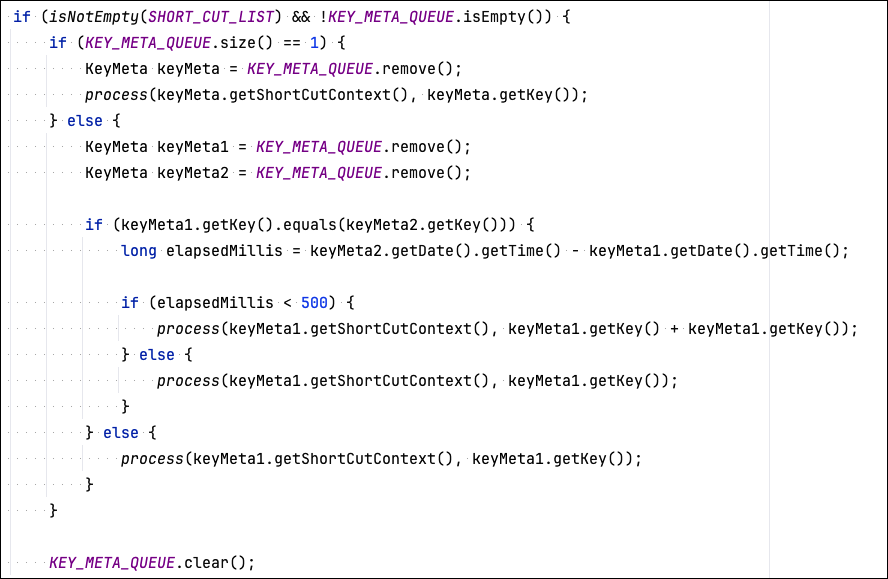 if (isNotEmpty(SHORT_CUT_LIST) && !KEY_META_QUEUE.isEmpty()) {
    if (KEY_META_QUEUE.size() == 1) {
        KeyMeta keyMeta = KEY_META_QUEUE.remove();
        process(keyMeta.getShortCutContext(), keyMeta.getKey());
    } else {
        KeyMeta keyMeta1 = KEY_META_QUEUE.remove();
        KeyMeta keyMeta2 = KEY_META_QUEUE.remove();

        if (keyMeta1.getKey().equals(keyMeta2.getKey())) {
            long elapsedMillis = keyMeta2.getDate().getTime() - keyMeta1.getDate().getTime();

            if (elapsedMillis < 500) {
                process(keyMeta1.getShortCutContext(), keyMeta1.getKey() + keyMeta1.getKey());
            } else {
                process(keyMeta1.getShortCutContext(), keyMeta1.getKey());
            }
        } else {
            process(keyMeta1.getShortCutContext(), keyMeta1.getKey());
        }
    }

    KEY_META_QUEUE.clear();